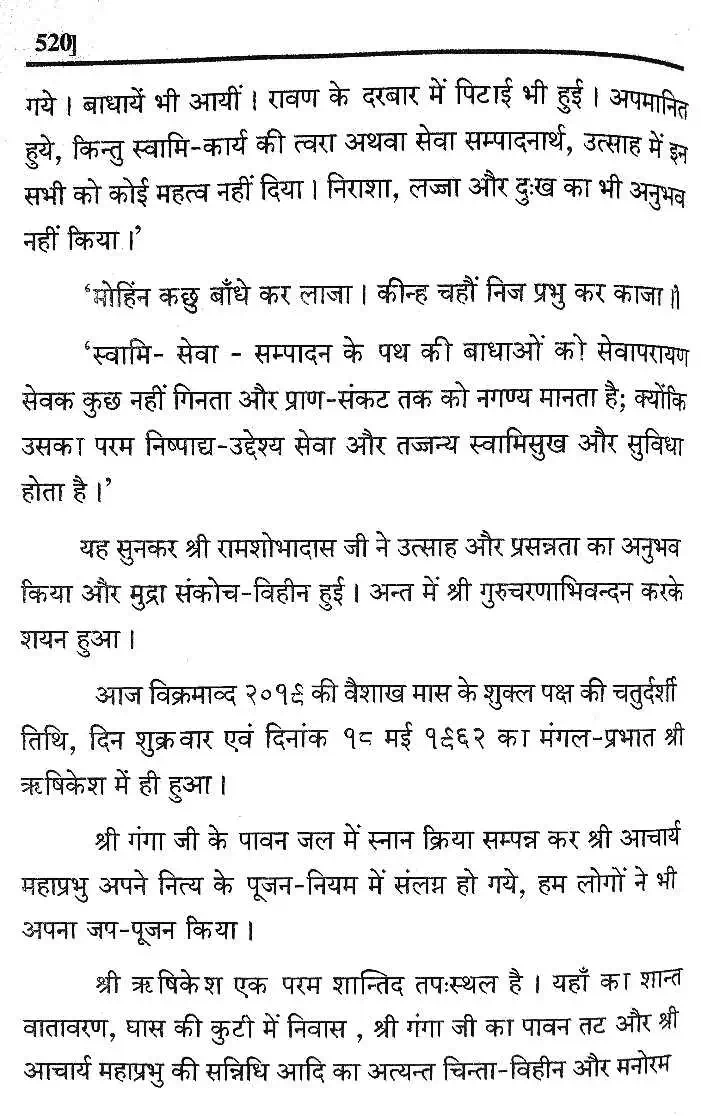 520]
गये । बाधायें भी आयीं । रावण के दरबार में पिटाई भी हुई । अपमानित
हुये, किन्तु स्वामि-कार्य की त्वरा अथवा सेवा सम्पादनार्थ, उत्साह में इन
सभी को कोई महत्व नहीं दिया । निराशा, लज्जा और दुःख का भी अनुभव
नहीं किया ।’
‘मोहिंन कछु बाँधे कर लाजा । कीन्ह चहौं निज प्रभु कर काजा ॥
‘स्वामि- सेवा - सम्पादन के पथ की बाधाओं को सेवापरायण
सेवक कुछ नहीं गिनता और प्राण-संकट तक को नगण्य मानता है; क्योंकि
उसका परम निष्पाद्य-उद्देश्य सेवा और तज्जन्य स्वामिसुख और सुविधा
होता है ।’
यह सुनकर श्री रामशोभादास जी ने उत्साह और प्रसन्नता का अनुभव
किया और मुद्रा संकोच-विहीन हुई । अन्त में श्री गुरुचरणाभिवन्दन करके
शयन हुआ ।
आज विक्रमाव्द २०१९ की वैशाख मास के शुक्ल पक्ष की चतुर्दर्शी
तिथि, दिन शुक्रवार एवं दिनांक १८ मई १९६२ का मंगल-प्रभात श्री
ऋषिकेश में ही हुआ ।
श्री गंगा जी के पावन जल में स्नान क्रिया सम्पन्न कर श्री आचार्य
महाप्रभु अपने नित्य के पूजन-नियम में संलग्न हो गये, हम लोगों ने भी
अपना जप-पूजन किया ।
श्री ऋषिकेश एक परम शान्तिद तपःस्थल है । यहाँ का शान्त
वातावरण, घास की कुटी में निवास , श्री गंगा जी का पावन तट और श्री
आचार्य महाप्रभु की सन्निधि आदि का अत्यन्त चिन्ता-विहीन और मनोरम